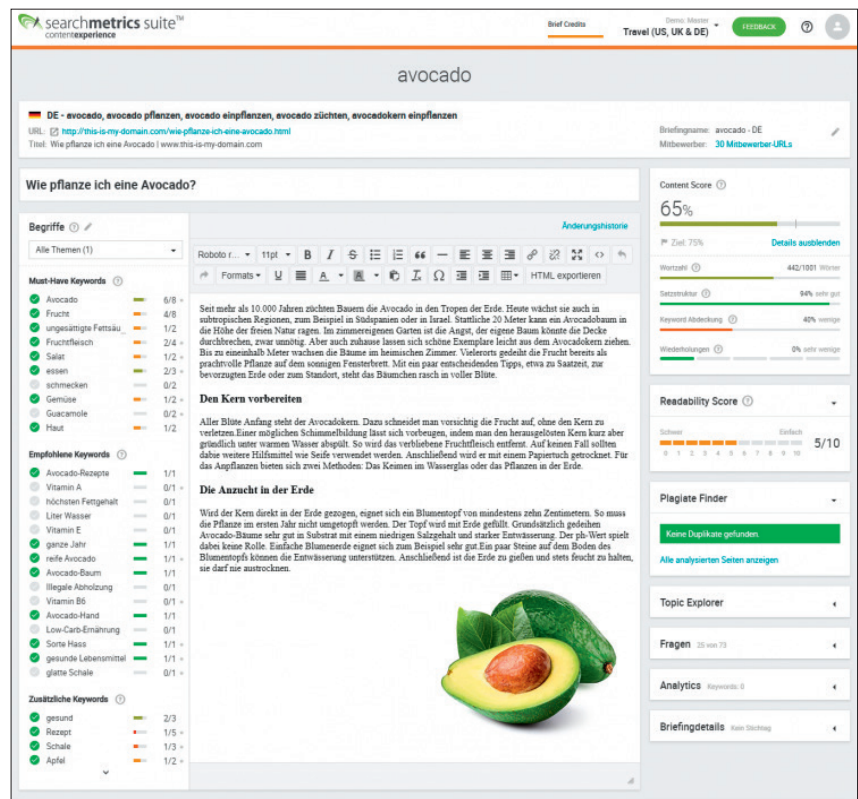 searchmetrics suite™
contentexperience
Brief Credits
Demo: Master
Travel (US, UK & DE)
FEEDBACK
avocado
DE - avocado, avocado pflanzen, avocado einpflanzen, avocado züchten, avocadokern einpflanzen
URL: http://this-is-my-domain.com/wie-pflanze-ich-eine-avocado.html
Titel: Wie pflanze ich eine Avocado | www.this-is-my-domain.com
Briefingname: avocado - DE
Mitbewerber: 30 Mitbewerber-URLs
Wie pflanze ich eine Avocado?
Begriffe
Alle Themen (1)
Must-Have Keywords
Avocado 6/8
Frucht 4/8
ungesättigte Fettsäu_ 1/2
Fruchtfleisch 2/4
Salat 1/2
essen 2/3
schmecken 0/2
Gemüse 1/2
Guacamole 0/2
Haut 1/2
Empfohlene Keywords
Avocado-Rezepte 1/1
Vitamin A 0/1
höchsten Fettgehalt 0/1
Liter Wasser 0/1
Vitamin E 0/1
ganze Jahr 1/1
reife Avocado 1/1
Avocado-Baum 1/1
Illegale Abholzung 0/1
Vitamin B6 0/1
Avocado-Hand 1/1
Low-Carb-Ernährung 0/1
Sorte Hass 1/1
gesunde Lebensmittel 1/1
glatte Schale 0/1
Zusätzliche Keywords
gesund 2/3
Rezept 1/5
Schale 1/3
Apfel 1/2
Änderungshistorie
Roboto r... 11pt B I S
Formats U A A Ω HTML exportieren
Seit mehr als 10.000 Jahren züchten Bauern die Avocado in den Tropen der Erde. Heute wächst sie auch in
subtropischen Regionen, zum Beispiel in Südspanien oder in Israel. Stattliche 20 Meter kann ein Avocadobaum in
die Höhe der freien Natur ragen. Im zimmereigenen Garten ist die Angst, der eigene Baum könnte die Decke
durchbrechen, zwar unnötig. Aber auch zuhause lassen sich schöne Exemplare leicht aus dem Avocadokern ziehen.
Bis zu eineinhalb Meter wachsen die Bäume im heimischen Zimmer. Vielerorts gedeiht die Frucht bereits als
prachtvolle Pflanze auf dem sonnigen Fensterbrett. Mit ein paar entscheidenden Tipps, etwa zu Saatzeit, zur
bevorzugten Erde oder zum Standort, steht das Bäumchen rasch in voller Blüte.
Den Kern vorbereiten
Aller Blüte Anfang steht der Avocadokern. Dazu schneidet man vorsichtig die Frucht auf, ohne den Kern zu
verletzen.Einer möglichen Schimmelbildung lässt sich vorbeugen, indem man den herausgelösten Kern kurz aber
gründlich unter warmen Wasser abspült. So wird das verbliebene Fruchtfleisch entfernt. Auf keinen Fall sollten
dabie weitere Hilfsmittel wie Seife verwendet werden. Anschließend wird er mit einem Papiertuch getrocknet. Für
das Anpflanzen bieten sich zwei Methoden: Das Keimen im Wasserglas oder das Pflanzen in der Erde.
Die Anzucht in der Erde
Wird der Kern direkt in der Erde gezogen, eignet sich ein Blumentopf von mindestens zehn Zentimetern. So muss
die Pflanze im ersten Jahr nicht umgetopft werden. Der Topf wird mit Erde gefüllt. Grundsätzlich gedeihen
Avocado-Bäume sehr gut in Substrat mit einem niedrigen Salzgehalt und starker Entwässerung. Der ph-Wert spielt
dabei keine Rolle. Einfache Blumenerde eignet sich zum Beispiel sehr gut.Ein paar Steine auf dem Boden des
Blumentopfs können die Entwässerung unterstützen. Anschließend ist die Erde zu gießen und stets feucht zu halten,
sie darf nie austrocknen.
Content Score
65%
Ziel: 75% Details ausblenden
Wortzahl 442/1001 Wörter
Satzstruktur 94% sehr gut
Keyword Abdeckung 40% wenige
Wiederholungen 0% sehr wenige
Readability Score
Schwer Einfach
0 1 2 3 4 5 6 7 8 9 10
5/10
Plagiate Finder
Keine Duplikate gefunden.
Alle analysierten Seiten anzeigen
Topic Explorer
Fragen 25 von 73
Analytics Keywords: 0
Briefingdetails Kein Stichtag